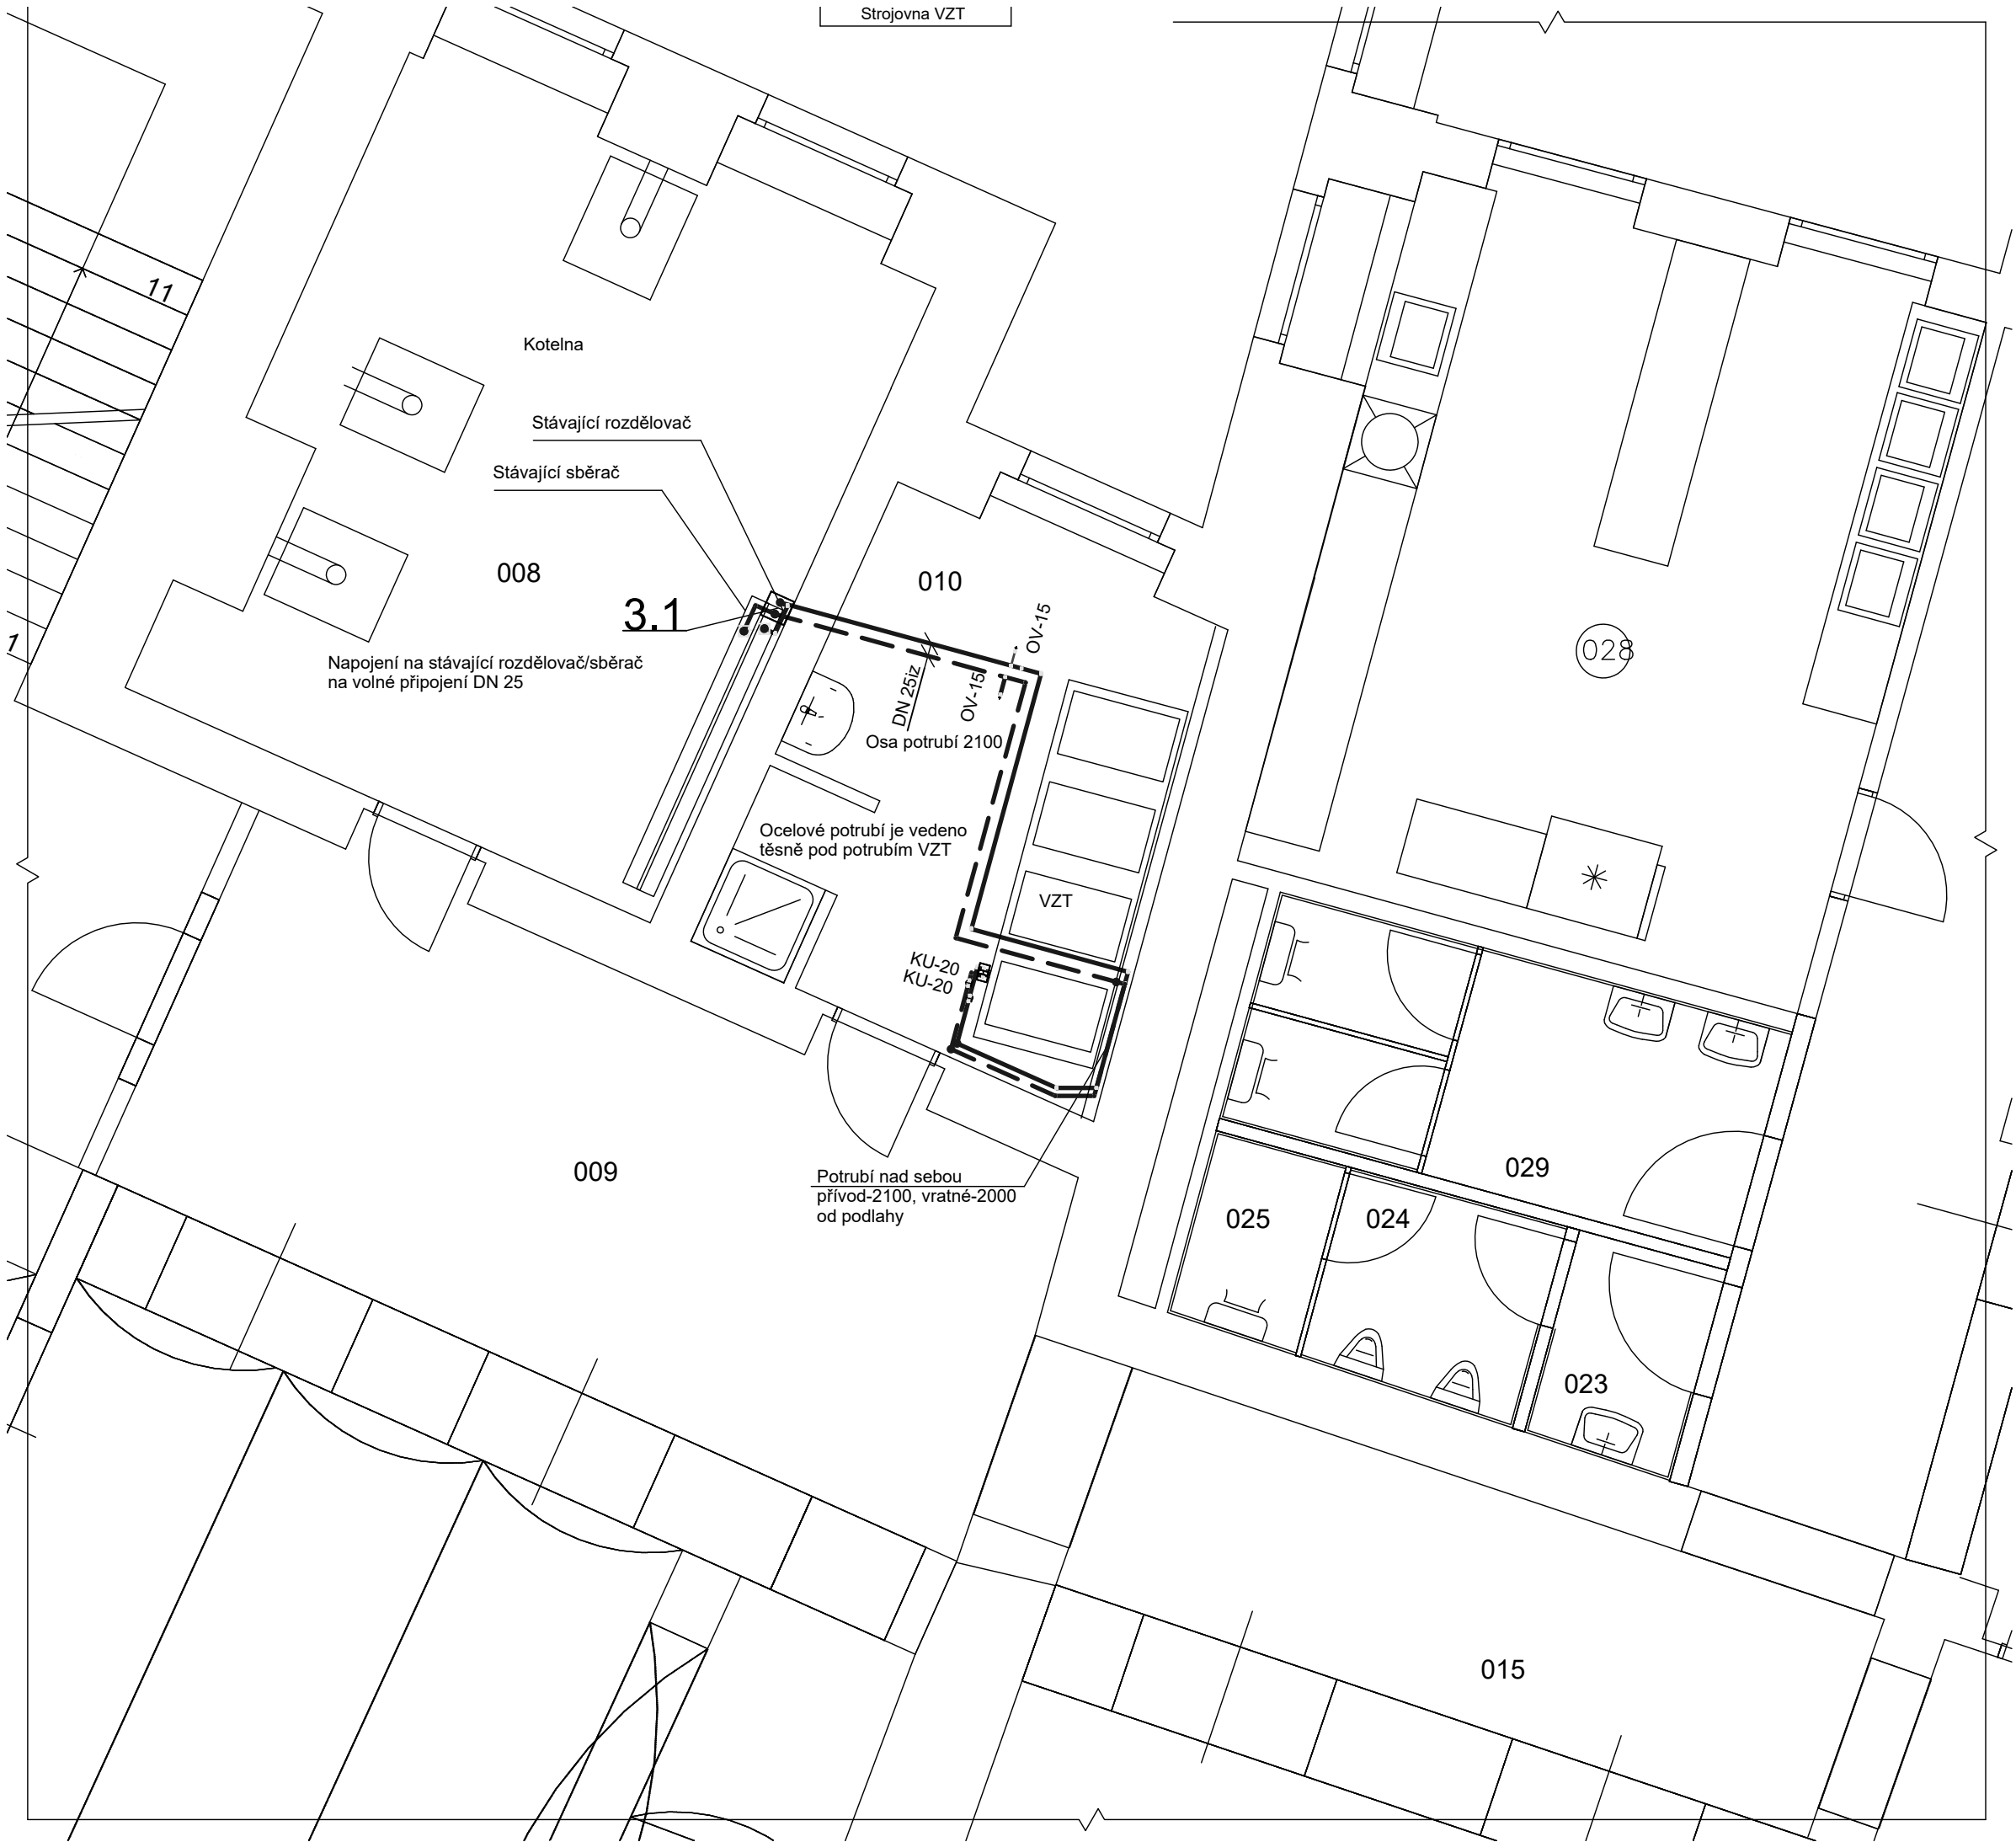 Strojovna VZT
11
Kotelna
Stávající rozdělovač
Stávající sběrač
008
010
3.1
OV-15
1
028
Napojení na stávající rozdělovač/sběrač
na volné připojení DN 25
DN 25iz
OV-15
Osa potrubí 2100
Ocelové potrubí je vedeno
těsně pod potrubím VZT
VZT
KU-20
KU-20
009
Potrubí nad sebou
přívod-2100, vratné-2000
od podlahy
029
025
024
023
015